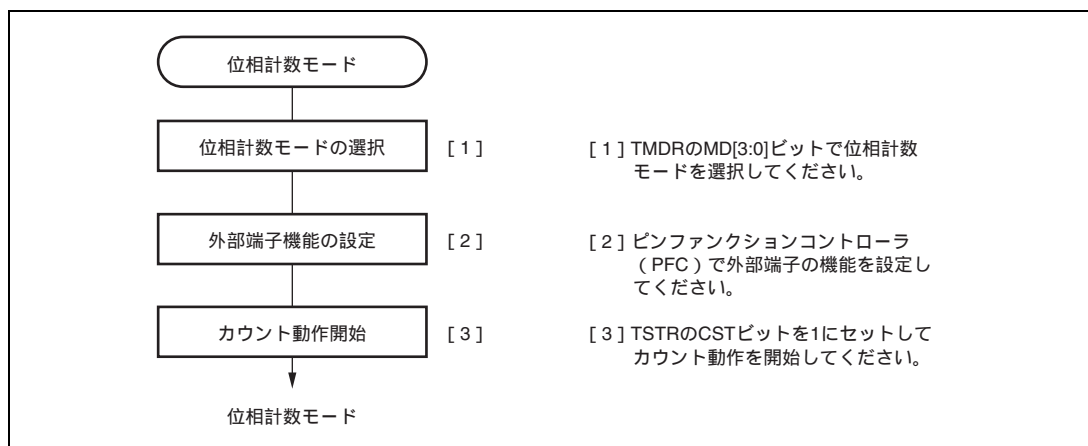 位相計数モード
位相計数モードの選択
[ 1 ]
[ 1 ] TMDRのMD[3:0]ビットで位相計数
モードを選択してください。
外部端子機能の設定
[ 2 ]
[ 2 ] ピンファンクションコントローラ
（PFC）で外部端子の機能を設定し
てください。
カウント動作開始
[ 3 ]
[ 3 ] TSTRのCSTビットを1にセットして
カウント動作を開始してください。
位相計数モード